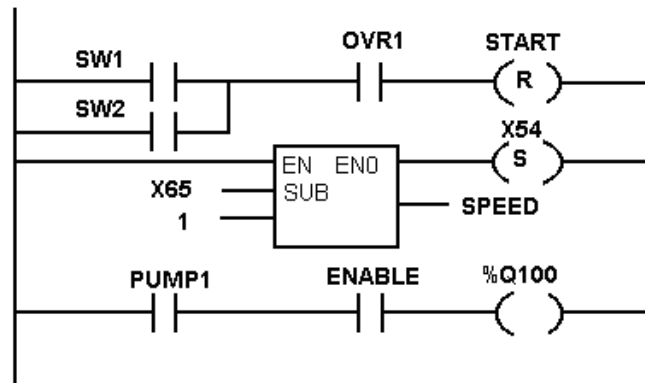 OVR1 START
SW1
R
SW2
X54
EN ENO S
X65 SUB
SPEED
1
PUMP1 ENABLE %Q100